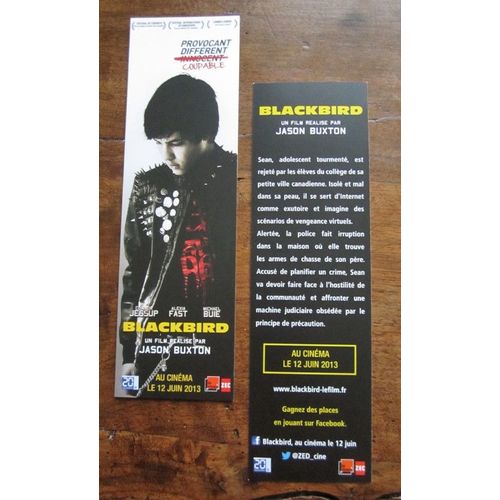 PROVOCANT
DIFFERENT
INNOCENT
COUPABLE
JESSUP
ALEXIA
FAST
MICHAEL
BUIE
BLACKBIRD
UN FILM RÉALISÉ PAR
JASON BUXTON
AU CINÉMA
LE 12 JUIN 2013
20
ZED
BLACKBIRD
UN FILM RÉALISÉ PAR
JASON BUXTON
Sean, adolescent tourmenté, est
rejeté par les élèves du collège de sa
petite ville canadienne. Isolé et mal
dans sa peau, il se sert d'Internet
comme exutoire et imagine des
scénarios de vengeance virtuels.
Alertée, la police fait irruption
dans la maison où elle trouve
les armes de chasse de son père.
Accusé de planifier un crime, Sean
va devoir faire face à l'hostilité de
la communauté et affronter une
machine judiciaire obsédée par le
principe de précaution.
AU CINÉMA
LE 12 JUIN 2013
www.blackbird-lefilm.fr
Gagnez des places
en jouant sur Facebook.
f Blackbird, au cinéma le 12 juin
@ZED_cine
20
ZED